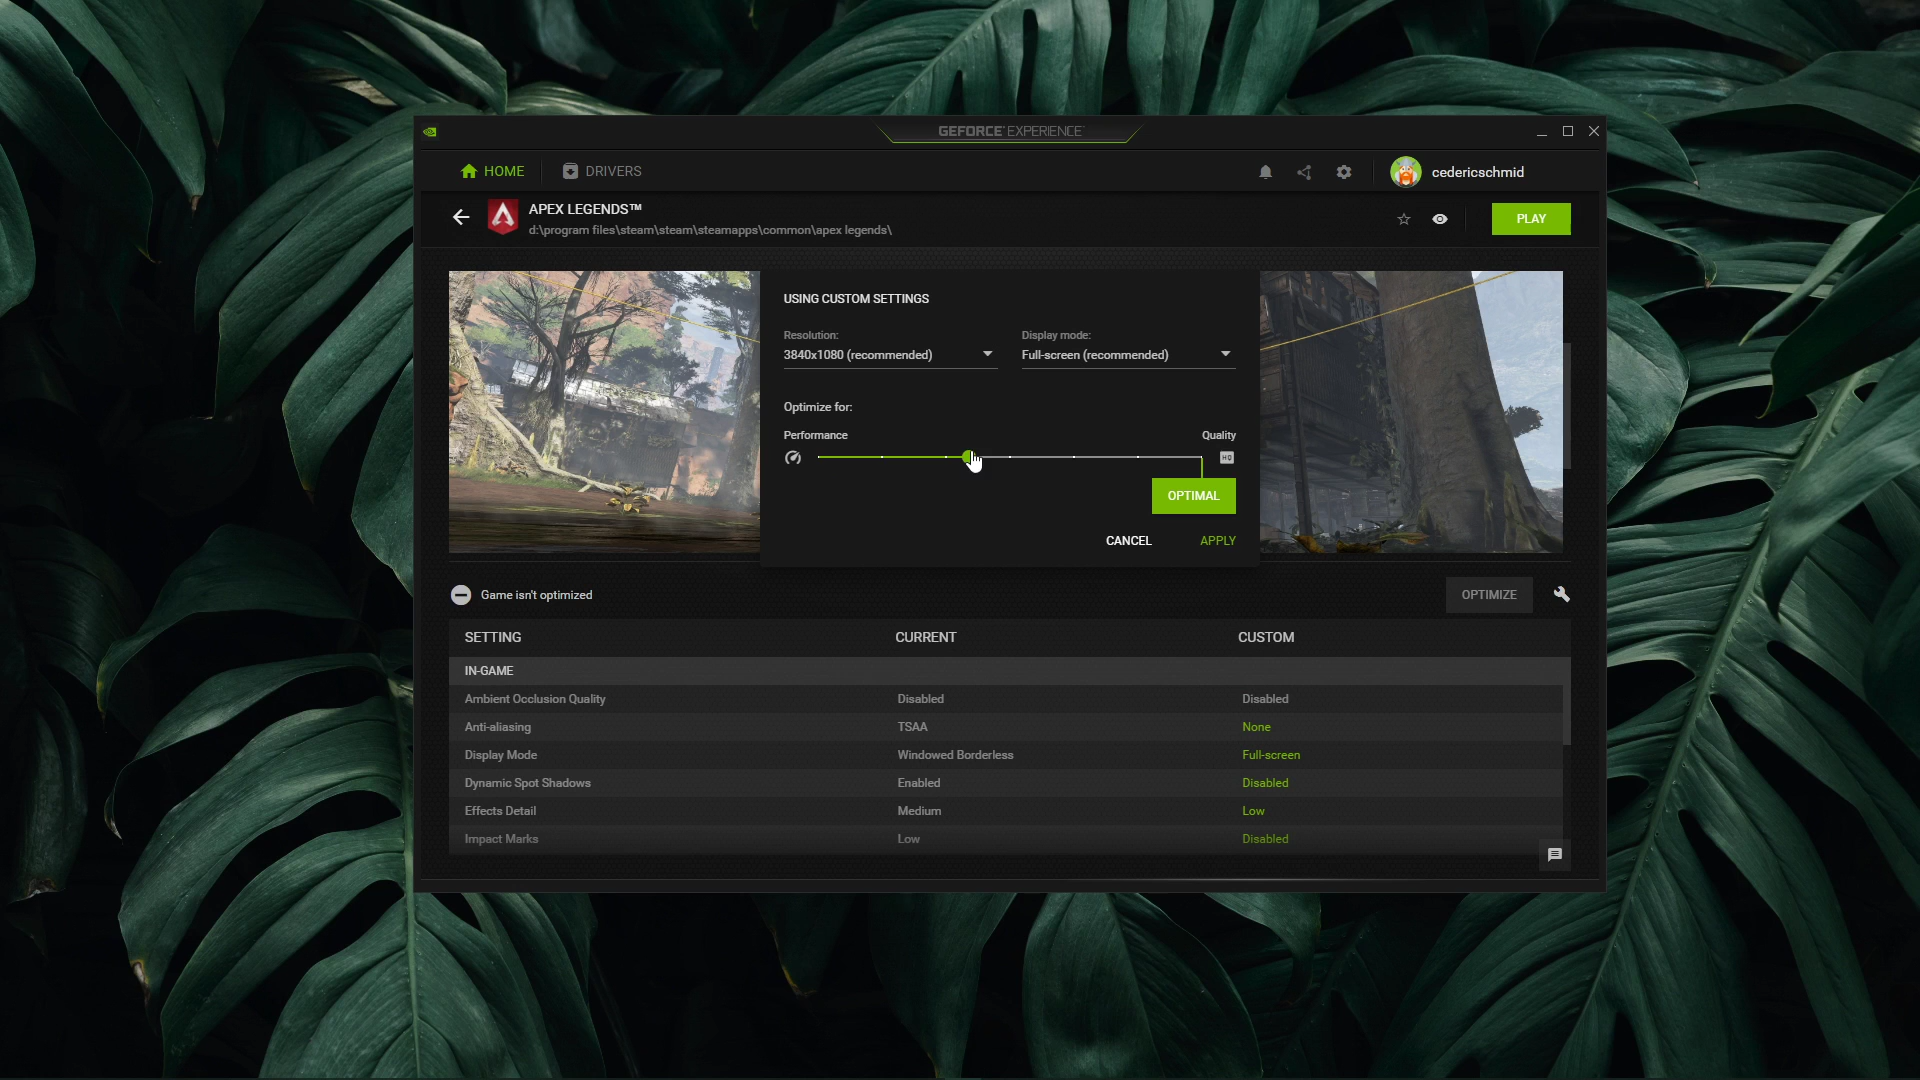 GEFORCE EXPERIENCE
HOME
DRIVERS
cedericschmid
APEX LEGENDS™
d:\program files\steam\steam\steamapps\common\apex legends\
PLAY
USING CUSTOM SETTINGS
Resolution:
Display mode:
3840x1080 (recommended)
Full-screen (recommended)
Optimize for:
Performance
Quality
HQ
OPTIMAL
CANCEL
APPLY
Game isn't optimized
OPTIMIZE
SETTING CURRENT CUSTOM
IN-GAME
Ambient Occlusion Quality Disabled Disabled
Anti-aliasing TSAA None
Display Mode Windowed Borderless Full-screen
Dynamic Spot Shadows Enabled Disabled
Effects Detail Medium Low
Impact Marks Low Disabled